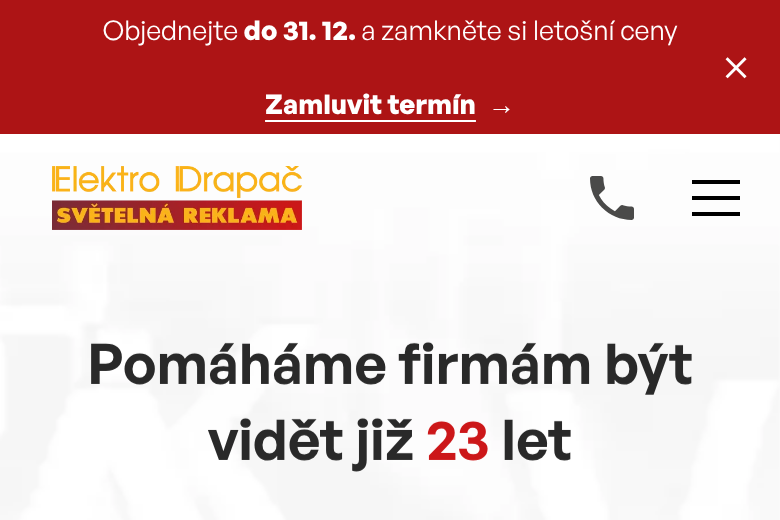 Objednejte do 31. 12. a zamkněte si letošní ceny
Zamluvit termín →
Elektro Drapač
SVĚTELNÁ REKLAMA
Pomáháme firmám být
vidět již 23 let